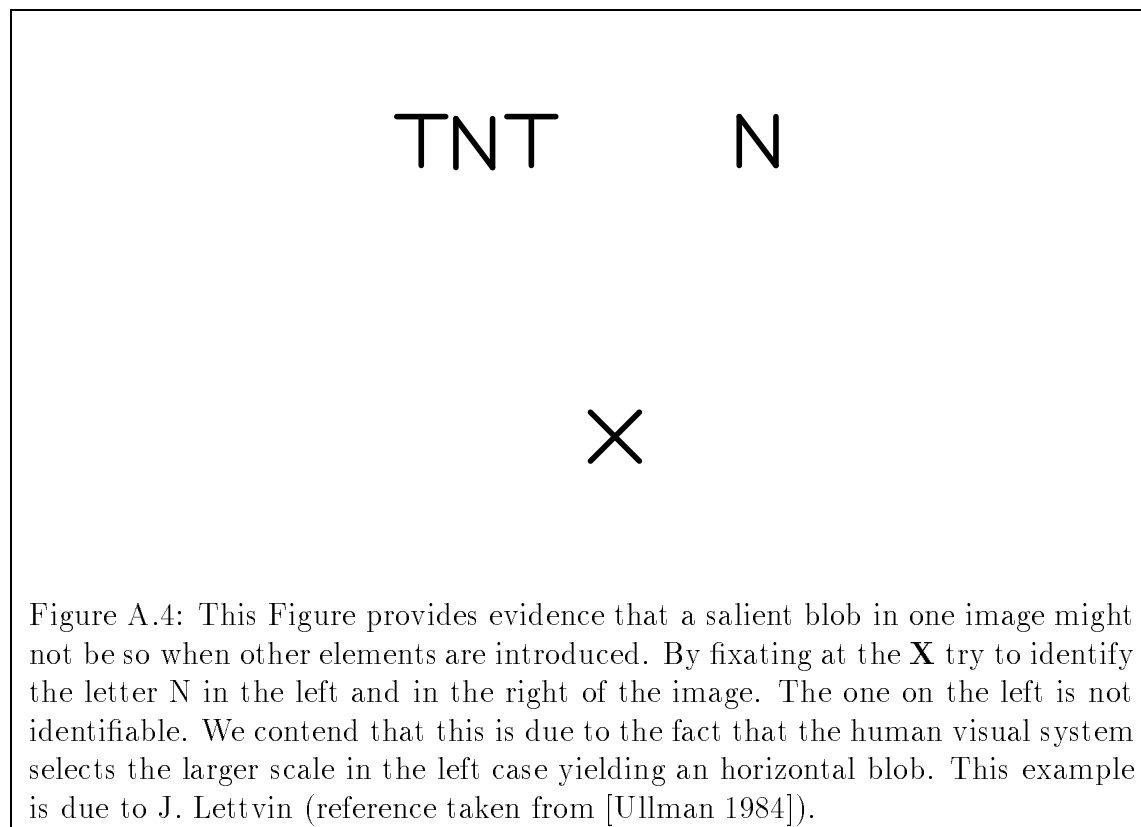 TNT N
X
Figure A.4: This Figure provides evidence that a salient blob in one image might
not be so when other elements are introduced. By fixating at the X try to identify
the letter N in the left and in the right of the image. The one on the left is not
identifiable. We contend that this is due to the fact that the human visual system
selects the larger scale in the left case yielding an horizontal blob. This example
is due to J. Lettvin (reference taken from [Ullman 1984]).